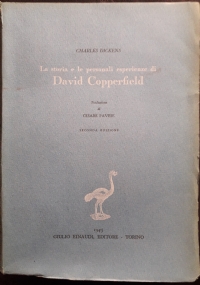 CHARLES DICKENS
La storia e le personali esperienze di
David Copperfield
Traduzione
di
CESARE PAVESE
SECONDA EDIZIONE
1943
GIULIO EINAUDI, EDITORE - TORINO